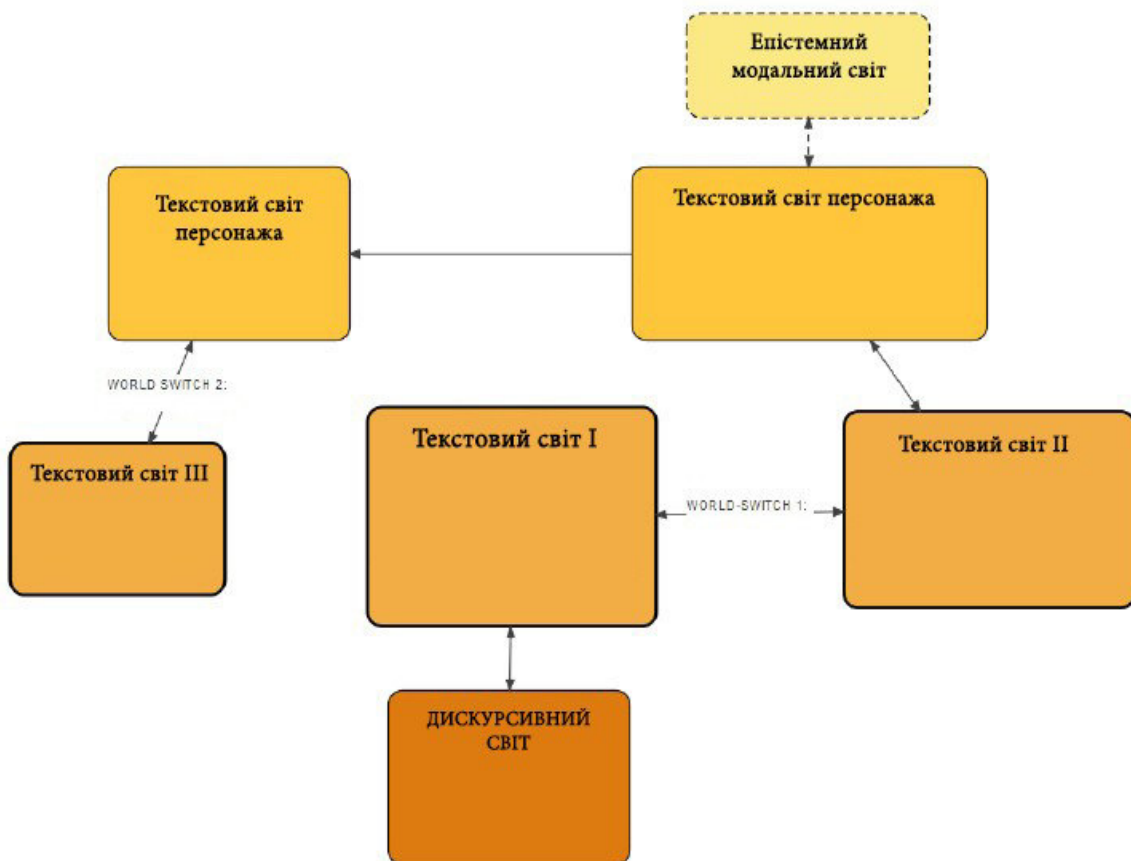 Епістемний
модальний світ
Текстовий світ
персонажа
Текстовий світ персонажа
WORLD SWITCH 2:
Текстовий світ I
Текстовий світ II
Текстовий світ III
WORLD-SWITCH 1:
ДИСКУРСИВНИЙ
СВІТ